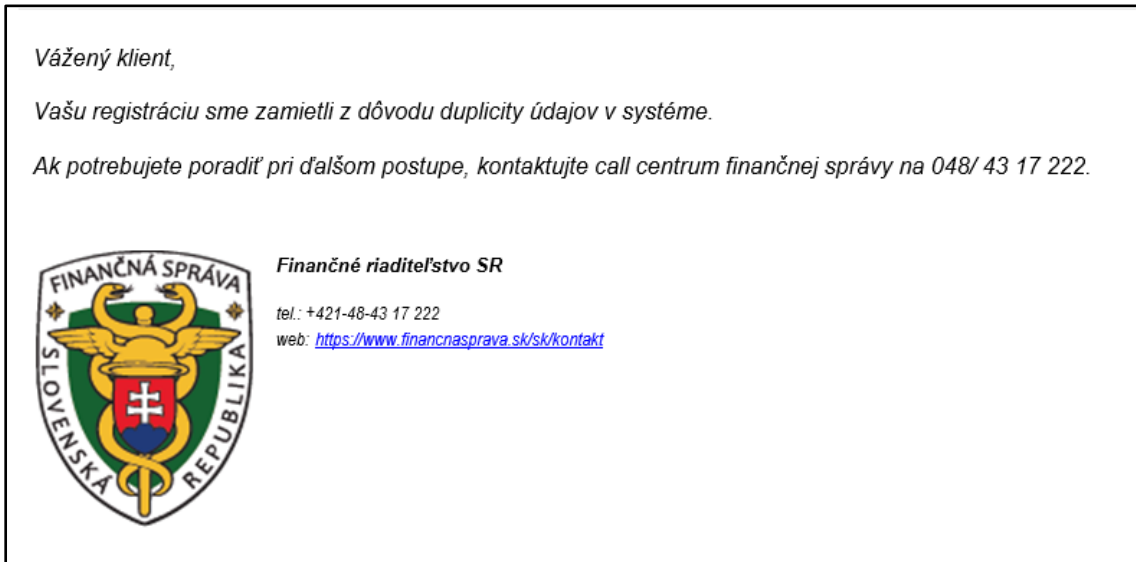 Vážený klient,
Vašu registráciu sme zamietli z dôvodu duplicity údajov v systéme.
Ak potrebujete poradiť pri ďalšom postupe, kontaktujte call centrum finančnej správy na 048/ 43 17 222.
FINANČNÁ SPRÁVA
SLOVENSKÁ REPUBLIKA
Finančné riaditeľstvo SR
tel.: +421-48-43 17 222
web: https://www.financnasprava.sk/sk/kontakt